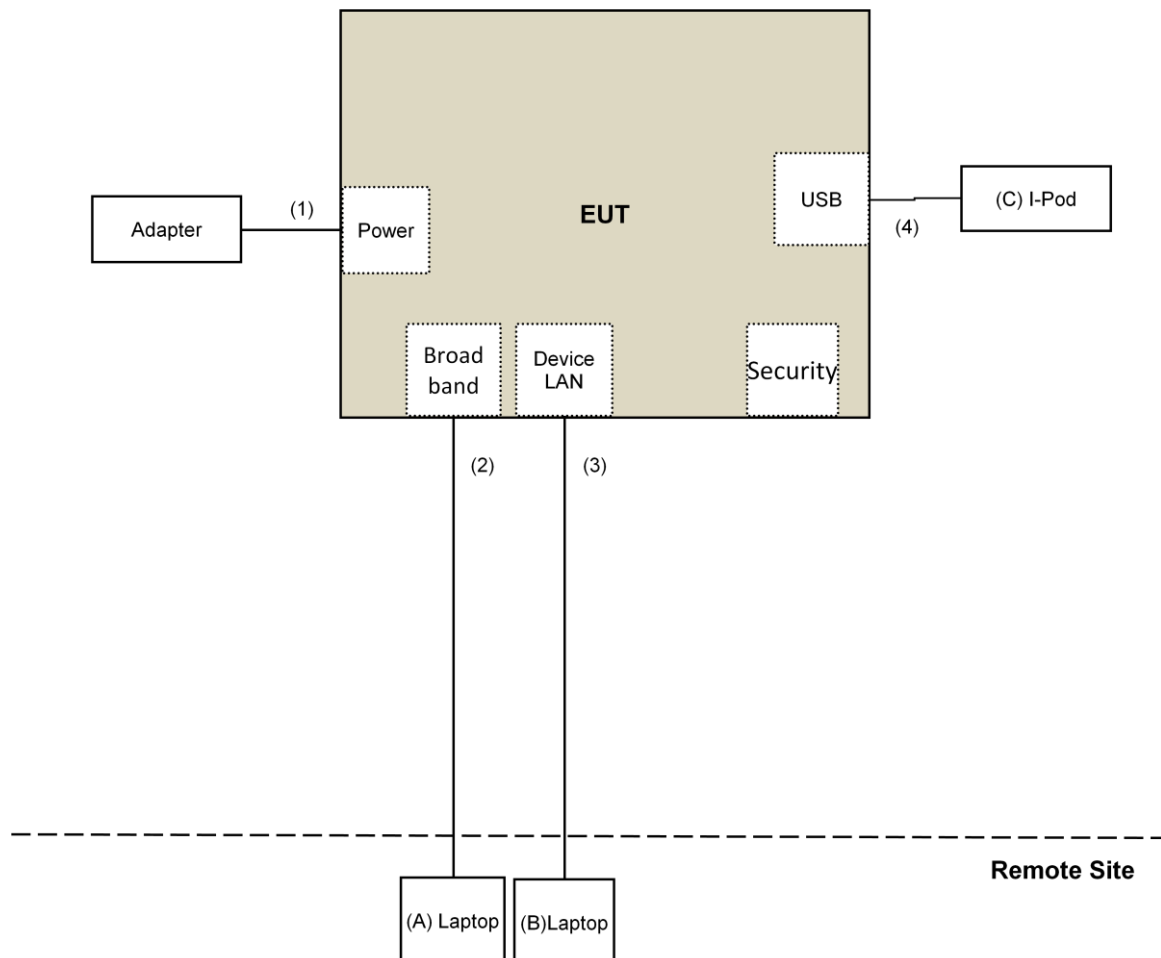 USB
(C) I-Pod
(1)
EUT
Adapter
Power
(4)
Broad
band
Device
LAN
Security
(2)
(3)
Remote Site
(A) Laptop
(B)Laptop